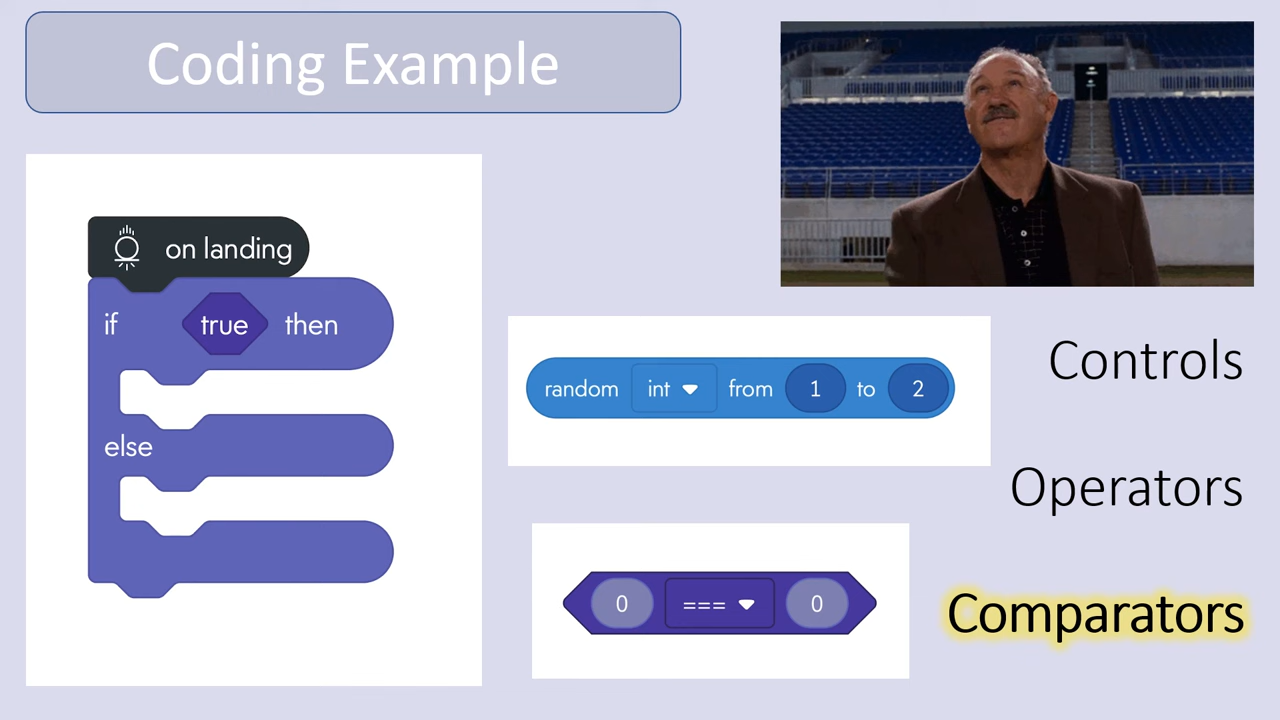 Coding Example
on landing
if true then
else
random int from 1 to 2
0 === 0
Controls
Operators
Comparators